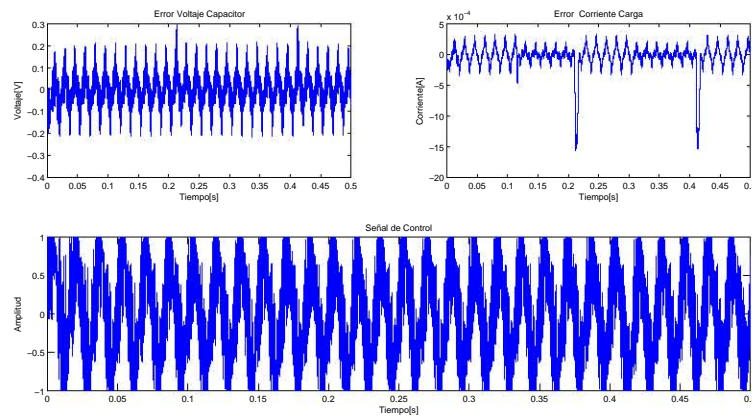 Error Voltaje Capacitor
0.3
0.2
0.1
0
−0.1
−0.2
−0.3
−0.4
Voltaje[V]
0 0.05 0.1 0.15 0.2 0.25 0.3 0.35 0.4 0.45 0.5
Tiempo[s]
Error Corriente Carga
x 10⁻⁴
5
0
−5
−10
−15
−20
Corriente[A]
0 0.05 0.1 0.15 0.2 0.25 0.3 0.35 0.4 0.45 0.
Tiempo[s]
Señal de Control
1
0.5
0
−0.5
−1
Amplitud
0 0.05 0.1 0.15 0.2 0.25 0.3 0.35 0.4 0.45 0.
Tiempo[s]